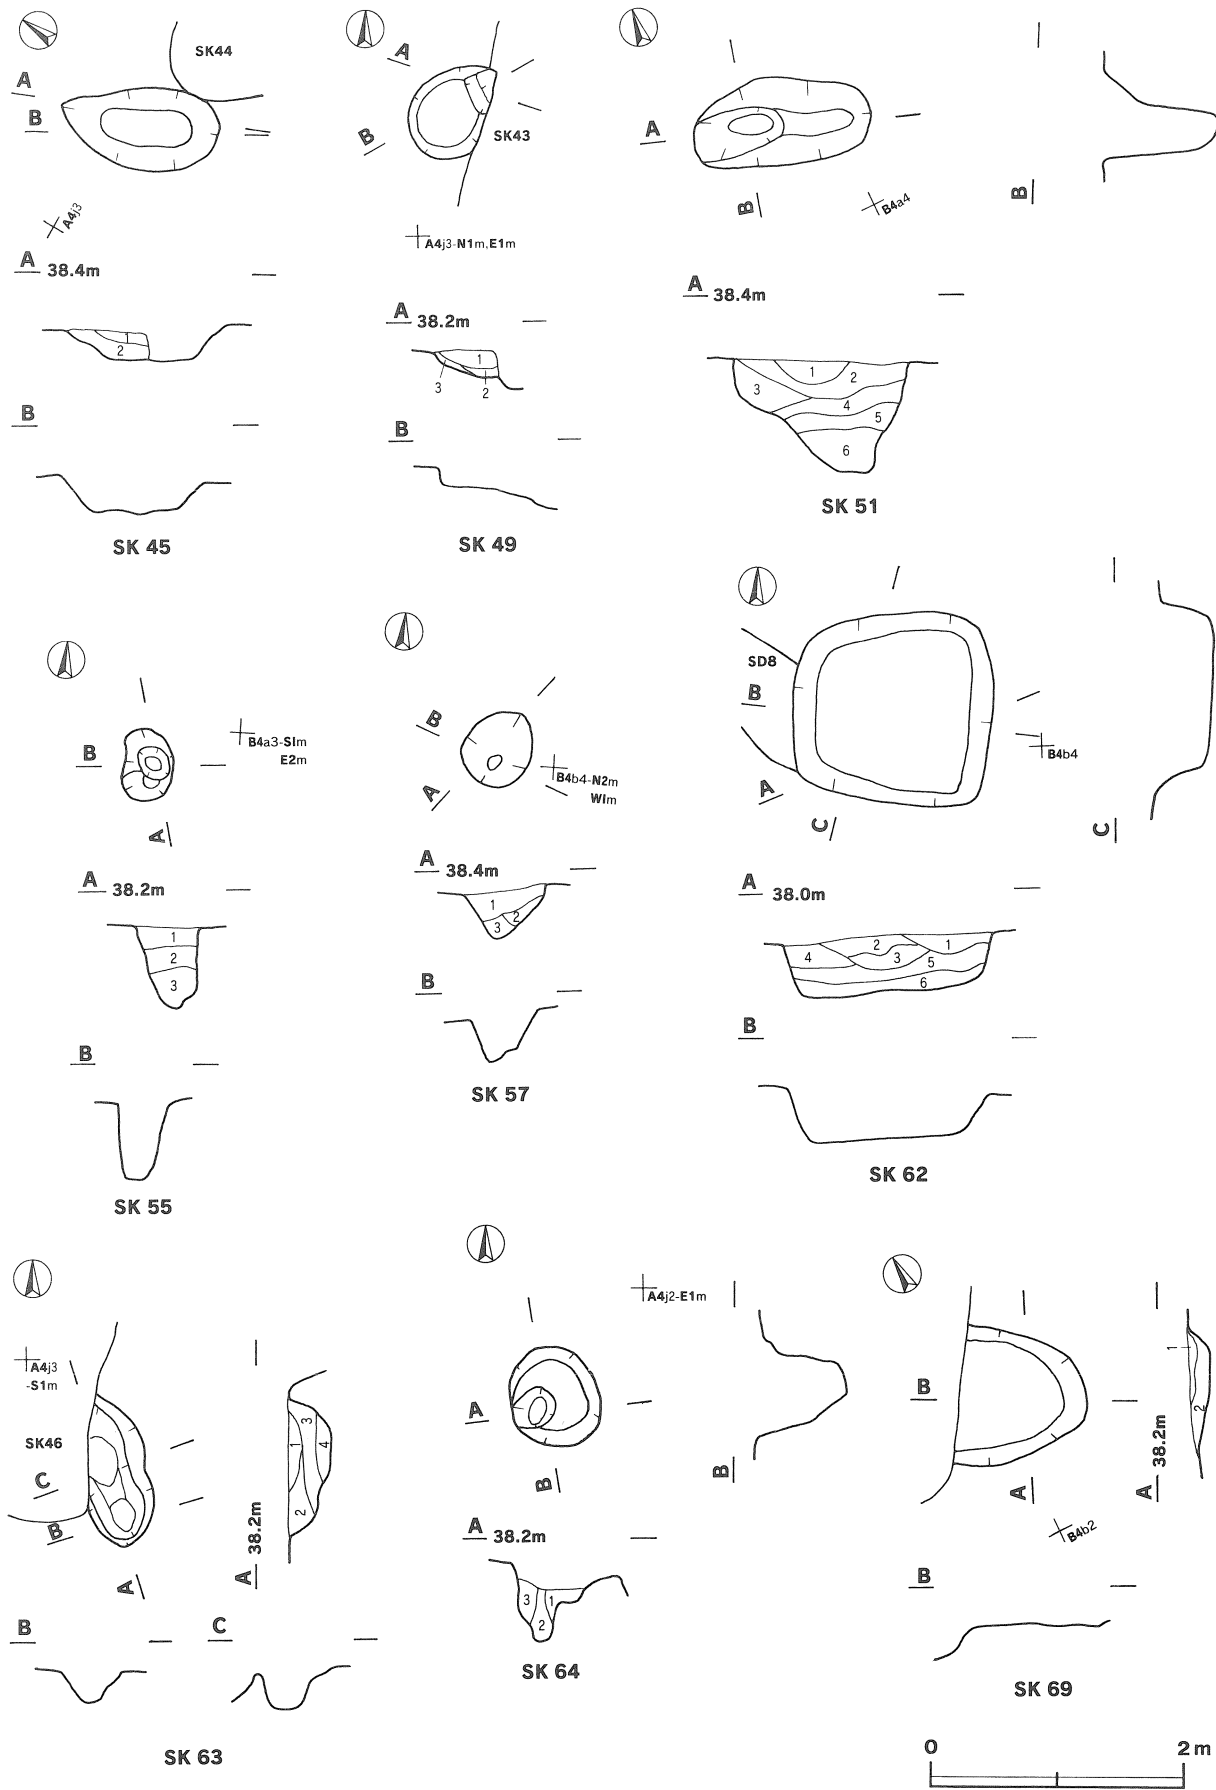 SK44
A
B
A4j3
A 38.4m
1
2
B
SK 45
A
B
SK43
A4j3-N1m,E1m
A 38.2m
1
3
2
B
SK 49
A
B
B4a4
B
A 38.4m
1
2
3
4
5
6
SK 51
B
A
B4a3-S1m
E2m
A 38.2m
1
2
3
B
SK 55
B
A
B4b4-N2m
W1m
A 38.4m
1
2
3
B
SK 57
SD8
B
A
C
B4b4
C
A 38.0m
2
1
4
3
5
6
B
SK 62
A4j3
-S1m
SK46
C
B
A
1
3
4
2
A 38.2m
B
C
SK 63
A4j2-E1m
A
B
B
A 38.2m
3
1
2
SK 64
B
A
B4b2
1
2
A 38.2m
B
SK 69
0
2m